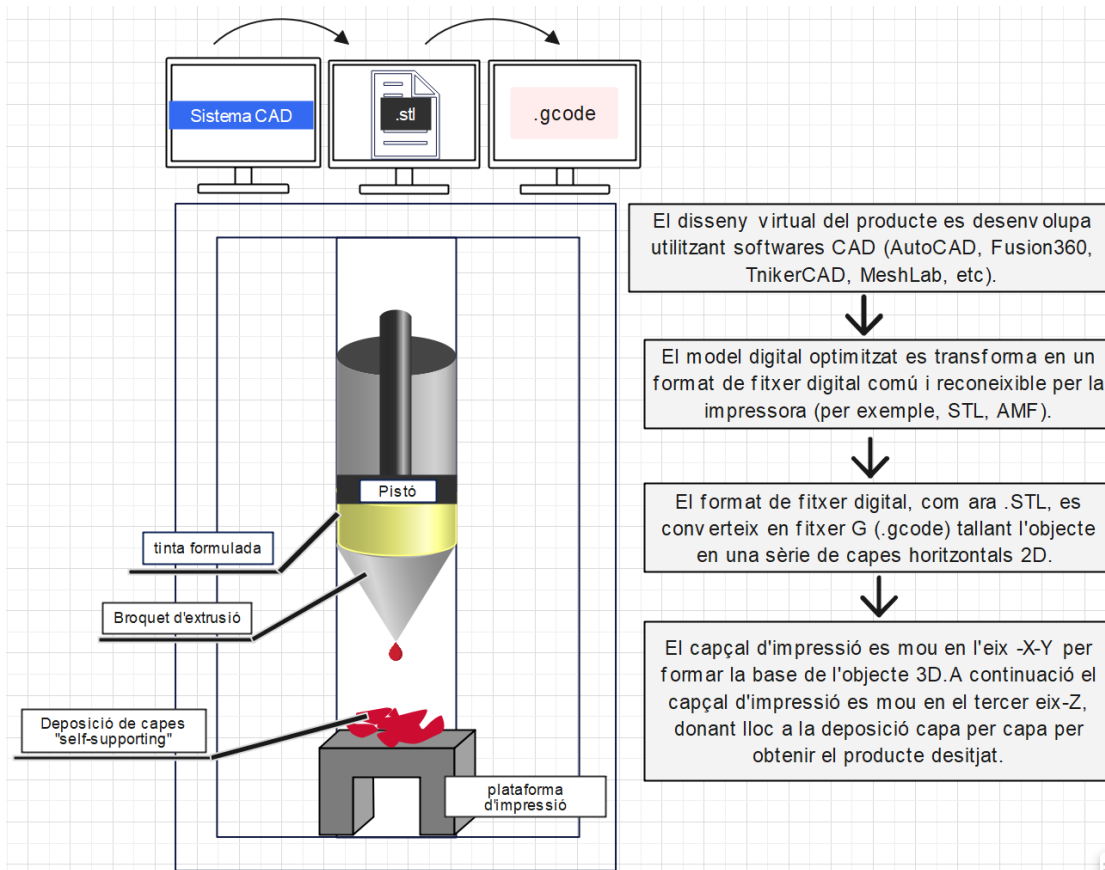 Sistema CAD
.stl
.gcode
El disseny virtual del producte es desenvolupa
utilitzant softwares CAD (AutoCAD, Fusion360,
TnikerCAD, MeshLab, etc).
El model digital optimitzat es transforma en un
format de fitxer digital comú i reconeixible per la
impressora (per exemple, STL, AMF).
El format de fitxer digital, com ara .STL, es
converteix en fitxer G (.gcode) tallant l'objecte
en una sèrie de capes horitzontals 2D.
El capçal d'impressió es mou en l'eix -X-Y per
formar la base de l'objecte 3D.A continuació el
capçal d'impressió es mou en el tercer eix-Z,
donant lloc a la deposició capa per capa per
obtenir el producte desitjat.
Pistó
tinta formulada
Broquet d'extrusió
Deposició de capes
"self-supporting"
plataforma
d'impressió